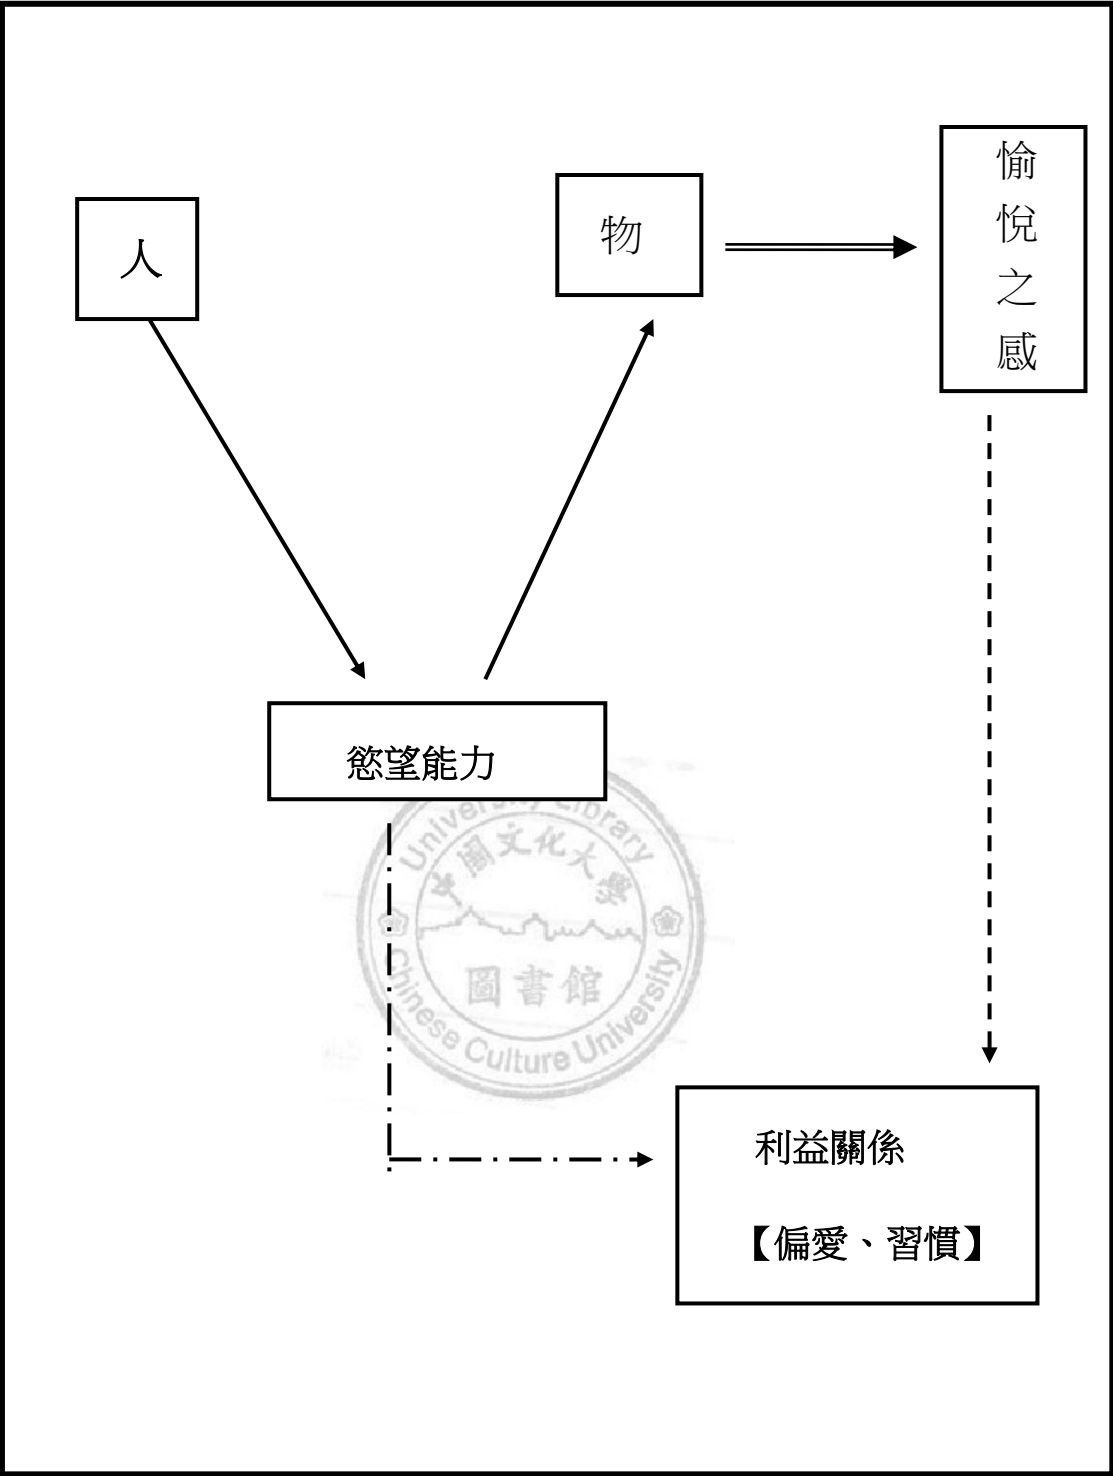 人
物
愉
悅
之
感
慾望能力
University Library
中國文化大學
圖書館
Chinese Culture University
利益關係
【偏愛、習慣】